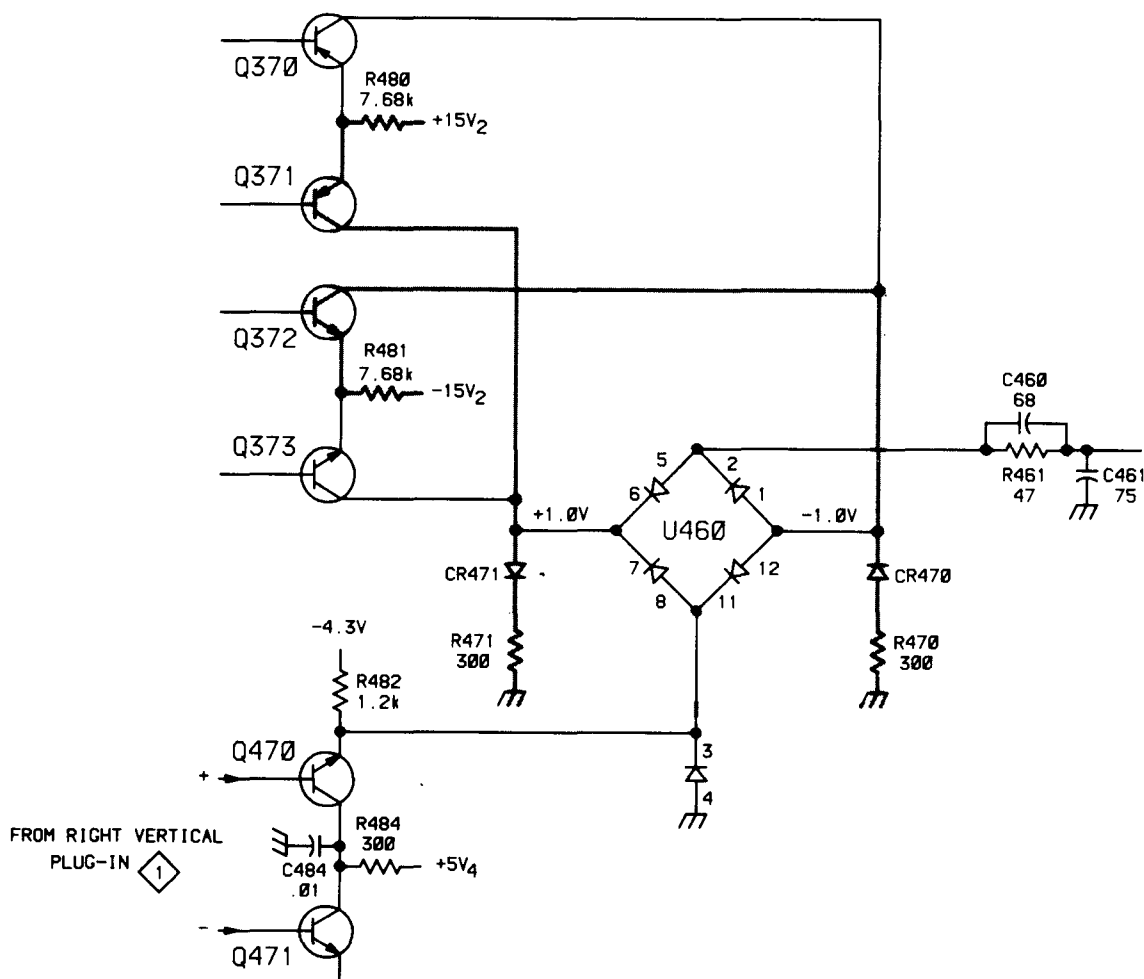 Q370
R480
7.68k
+15V2
Q371
Q372
R481
7.68k
-15V2
Q373
C460
68
R461
47
C461
75
5
2
6
1
+1.0V
U460
-1.0V
7
12
8
11
CR471
CR470
R471
300
R470
300
-4.3V
R482
1.2k
Q470
+
3
4
FROM RIGHT VERTICAL
PLUG-IN 1
R484
300
+5V4
C484
.01
-
Q471